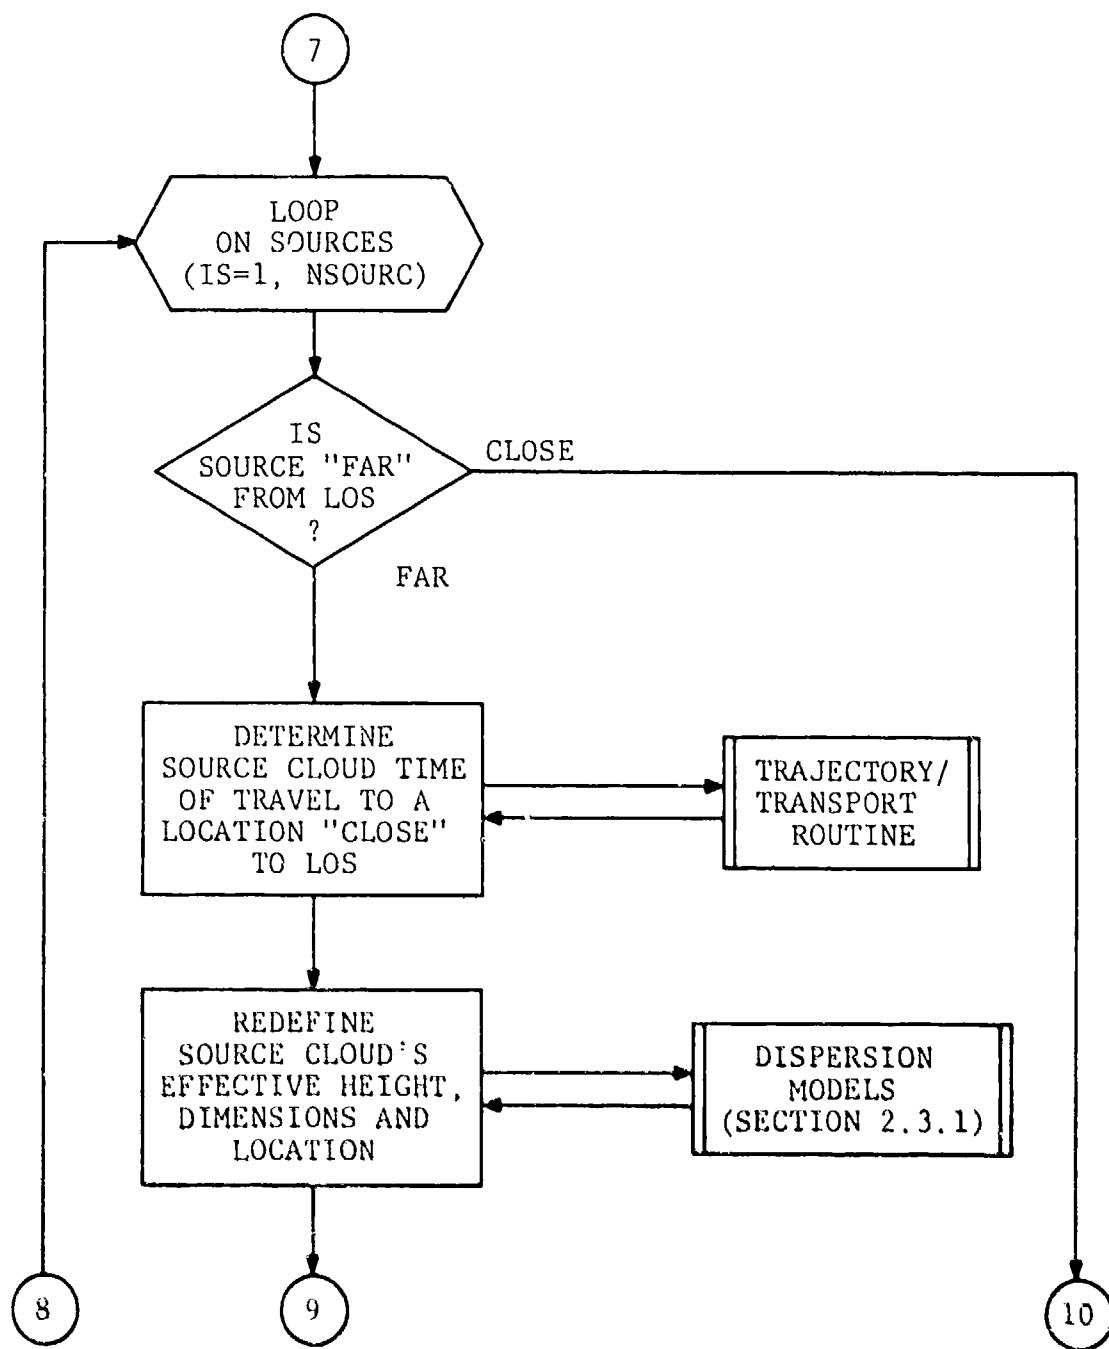 7
LOOP
ON SOURCES
(IS=1, NSOURC)
IS
SOURCE "FAR"
FROM LOS
?
CLOSE
FAR
DETERMINE
SOURCE CLOUD TIME
OF TRAVEL TO A
LOCATION "CLOSE"
TO LOS
TRAJECTORY/
TRANSPORT
ROUTINE
REDEFINE
SOURCE CLOUD'S
EFFECTIVE HEIGHT,
DIMENSIONS AND
LOCATION
DISPERSION
MODELS
(SECTION 2.3.1)
8
9
10